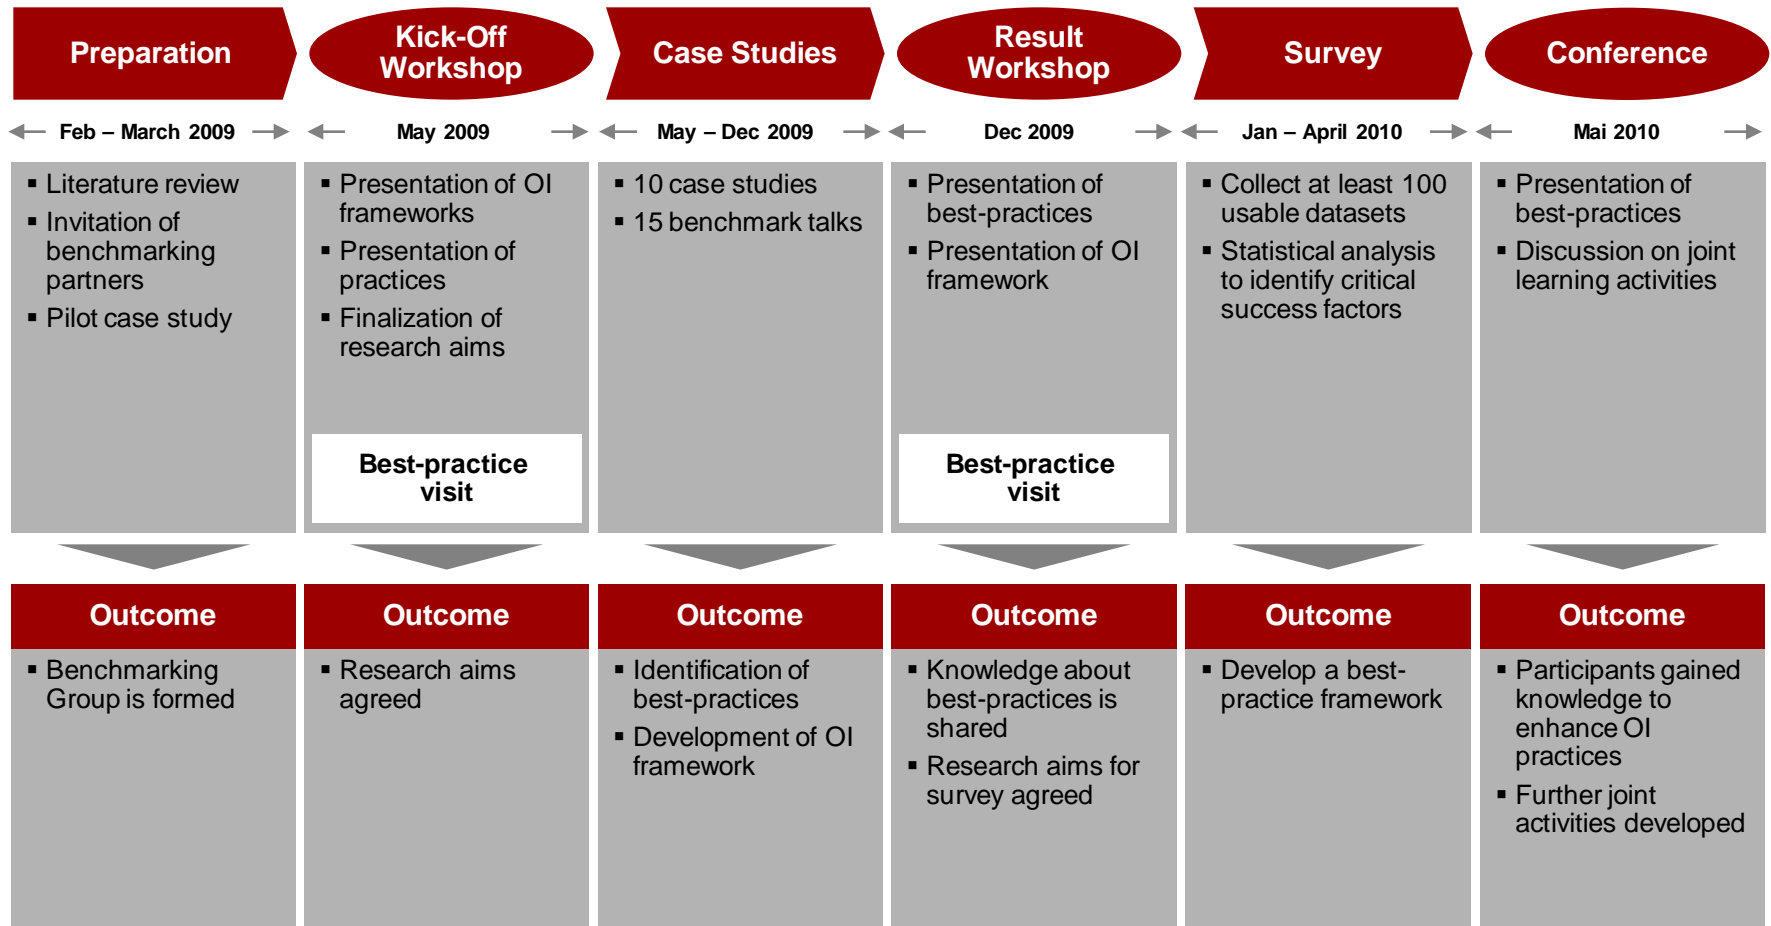 Preparation
Kick-Off
Workshop
Case Studies
Result
Workshop
Survey
Conference
Feb – March 2009
May 2009
May – Dec 2009
Dec 2009
Jan – April 2010
Mai 2010
▪ Literature review
▪ Invitation of
benchmarking
partners
▪ Pilot case study
▪ Presentation of OI
frameworks
▪ Presentation of
practices
▪ Finalization of
research aims
Best-practice
visit
▪ 10 case studies
▪ 15 benchmark talks
▪ Presentation of
best-practices
▪ Presentation of OI
framework
Best-practice
visit
▪ Collect at least 100
usable datasets
▪ Statistical analysis
to identify critical
success factors
▪ Presentation of
best-practices
▪ Discussion on joint
learning activities
Outcome
▪ Benchmarking
Group is formed
Outcome
▪ Research aims
agreed
Outcome
▪ Identification of
best-practices
▪ Development of OI
framework
Outcome
▪ Knowledge about
best-practices is
shared
▪ Research aims for
survey agreed
Outcome
▪ Develop a best-
practice framework
Outcome
▪ Participants gained
knowledge to
enhance OI
practices
▪ Further joint
activities developed